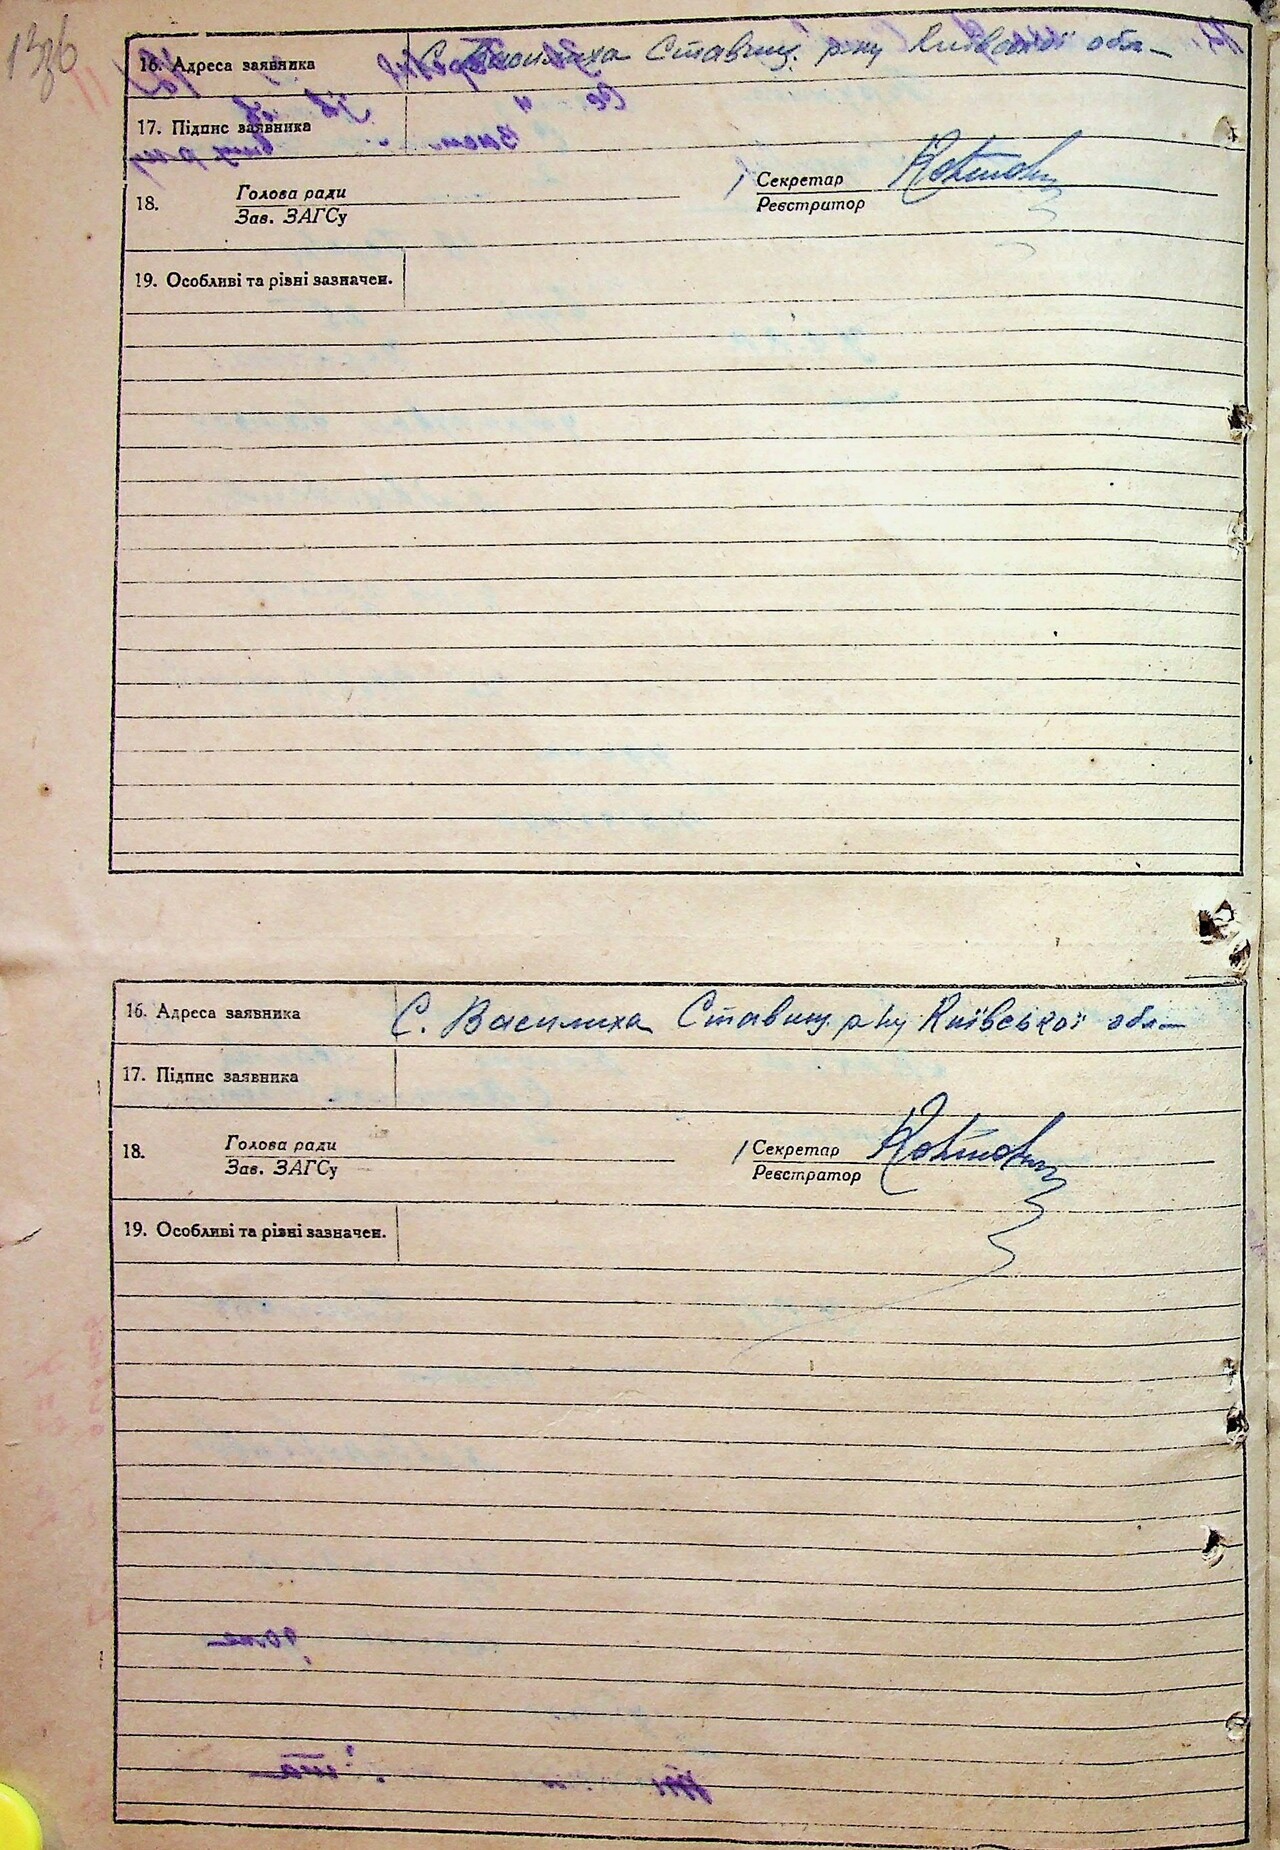 13зв
16. Адреса заявника С. Василиха Ставищ. р-ну Київської обл
17. Підпис заявника
18. Голова ради Секретар
Зав. ЗАГСу Реєстритор
19. Особливі та рівні зазначен.
16. Адреса заявника С. Василиха Ставищ р-ну Київської обл
17. Підпис заявника
18. Голова ради Секретар
Зав. ЗАГСу Реєстратор
19. Особливі та рівні зазначен.